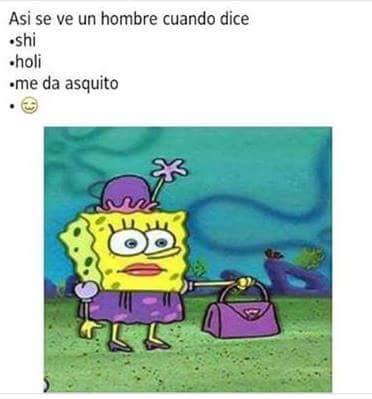 Asi se ve un hombre cuando dice
•shi
•holi
•me da asquito
• 😊